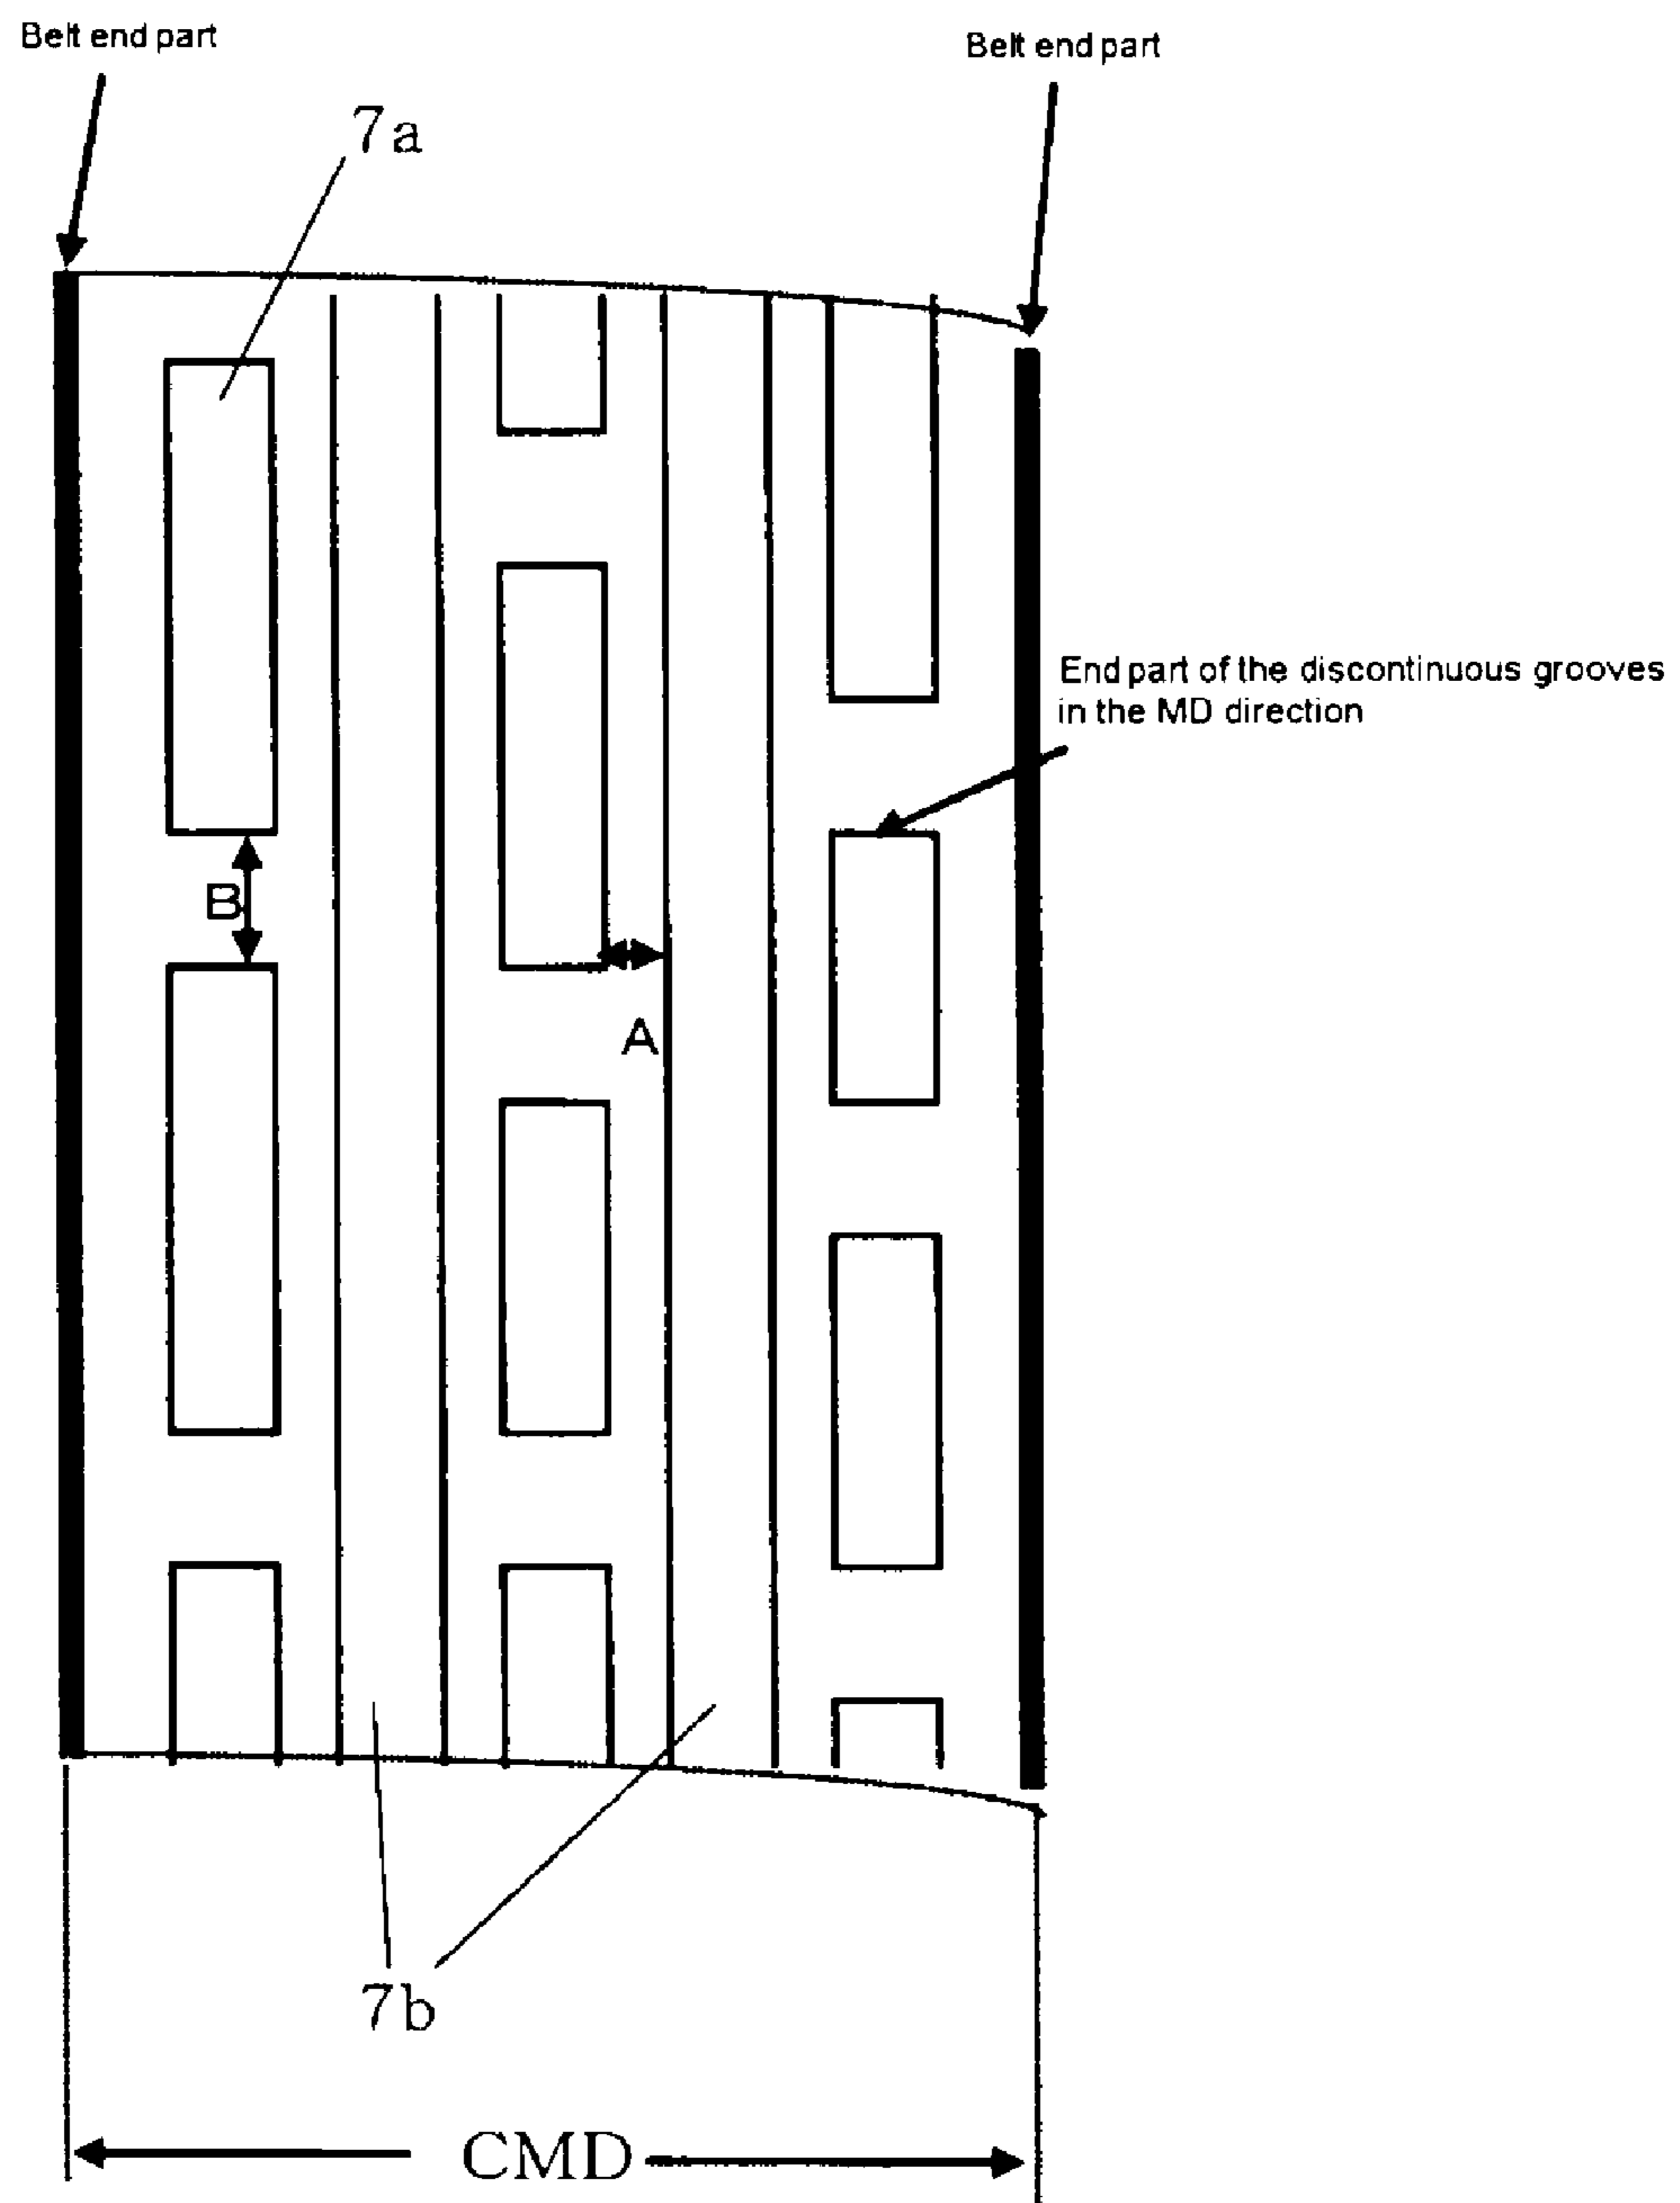 Belt end part
Belt end part
7a
End part of the discontinuous grooves
in the MD direction
B
A
7b
CMD